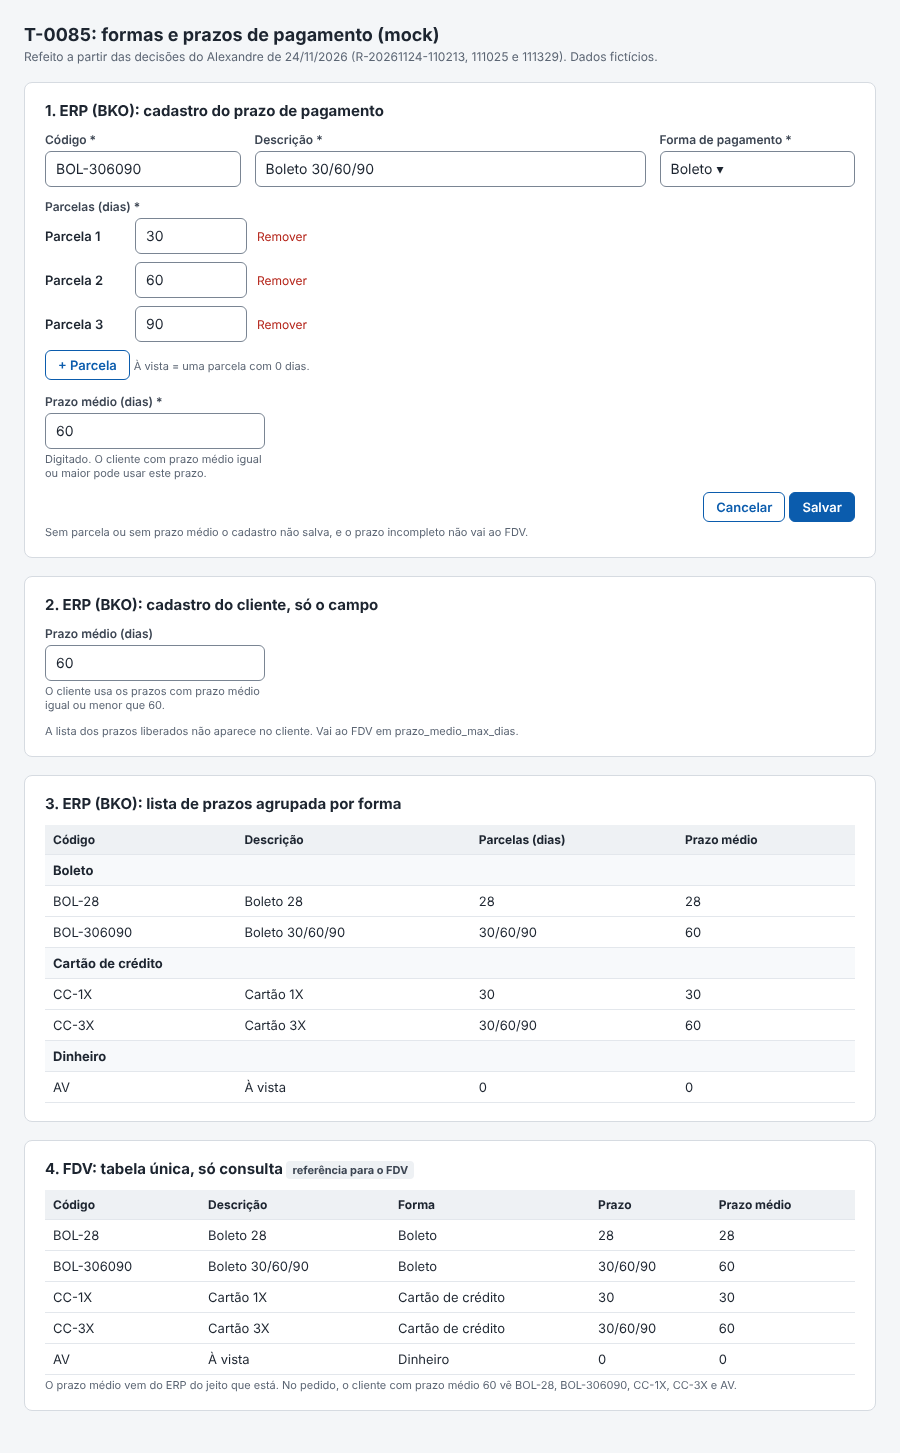 T-0085: formas e prazos de pagamento (mock)
Refeito a partir das decisões do Alexandre de 24/11/2026 (R-20261124-110213, 111025 e 111329). Dados fictícios.
1. ERP (BKO): cadastro do prazo de pagamento
Código * Descrição * Forma de pagamento *
BOL-306090 Boleto 30/60/90 Boleto ▾
Parcelas (dias) *
Parcela 1 30 Remover
Parcela 2 60 Remover
Parcela 3 90 Remover
+ Parcela À vista = uma parcela com 0 dias.
Prazo médio (dias) *
60
Digitado. O cliente com prazo médio igual
ou maior pode usar este prazo.
Cancelar Salvar
Sem parcela ou sem prazo médio o cadastro não salva, e o prazo incompleto não vai ao FDV.
2. ERP (BKO): cadastro do cliente, só o campo
Prazo médio (dias)
60
O cliente usa os prazos com prazo médio
igual ou menor que 60.
A lista dos prazos liberados não aparece no cliente. Vai ao FDV em prazo_medio_max_dias.
3. ERP (BKO): lista de prazos agrupada por forma
Código Descrição Parcelas (dias) Prazo médio
Boleto
BOL-28 Boleto 28 28 28
BOL-306090 Boleto 30/60/90 30/60/90 60
Cartão de crédito
CC-1X Cartão 1X 30 30
CC-3X Cartão 3X 30/60/90 60
Dinheiro
AV À vista 0 0
4. FDV: tabela única, só consulta referência para o FDV
Código Descrição Forma Prazo Prazo médio
BOL-28 Boleto 28 Boleto 28 28
BOL-306090 Boleto 30/60/90 Boleto 30/60/90 60
CC-1X Cartão 1X Cartão de crédito 30 30
CC-3X Cartão 3X Cartão de crédito 30/60/90 60
AV À vista Dinheiro 0 0
O prazo médio vem do ERP do jeito que está. No pedido, o cliente com prazo médio 60 vê BOL-28, BOL-306090, CC-1X, CC-3X e AV.